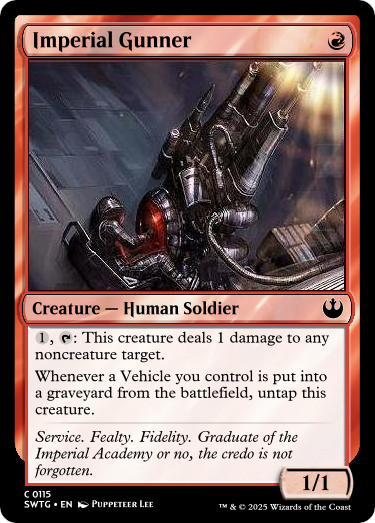 Imperial Gunner
Creature — Human Soldier
1, T: This creature deals 1 damage to any
noncreature target.
Whenever a Vehicle you control is put into
a graveyard from the battlefield, untap this
creature.
Service. Fealty. Fidelity. Graduate of the
Imperial Academy or no, the credo is not
forgotten.
1/1
C 0115
SWTG • EN Puppeteer Lee
™ & © 2025 Wizards of the Coast